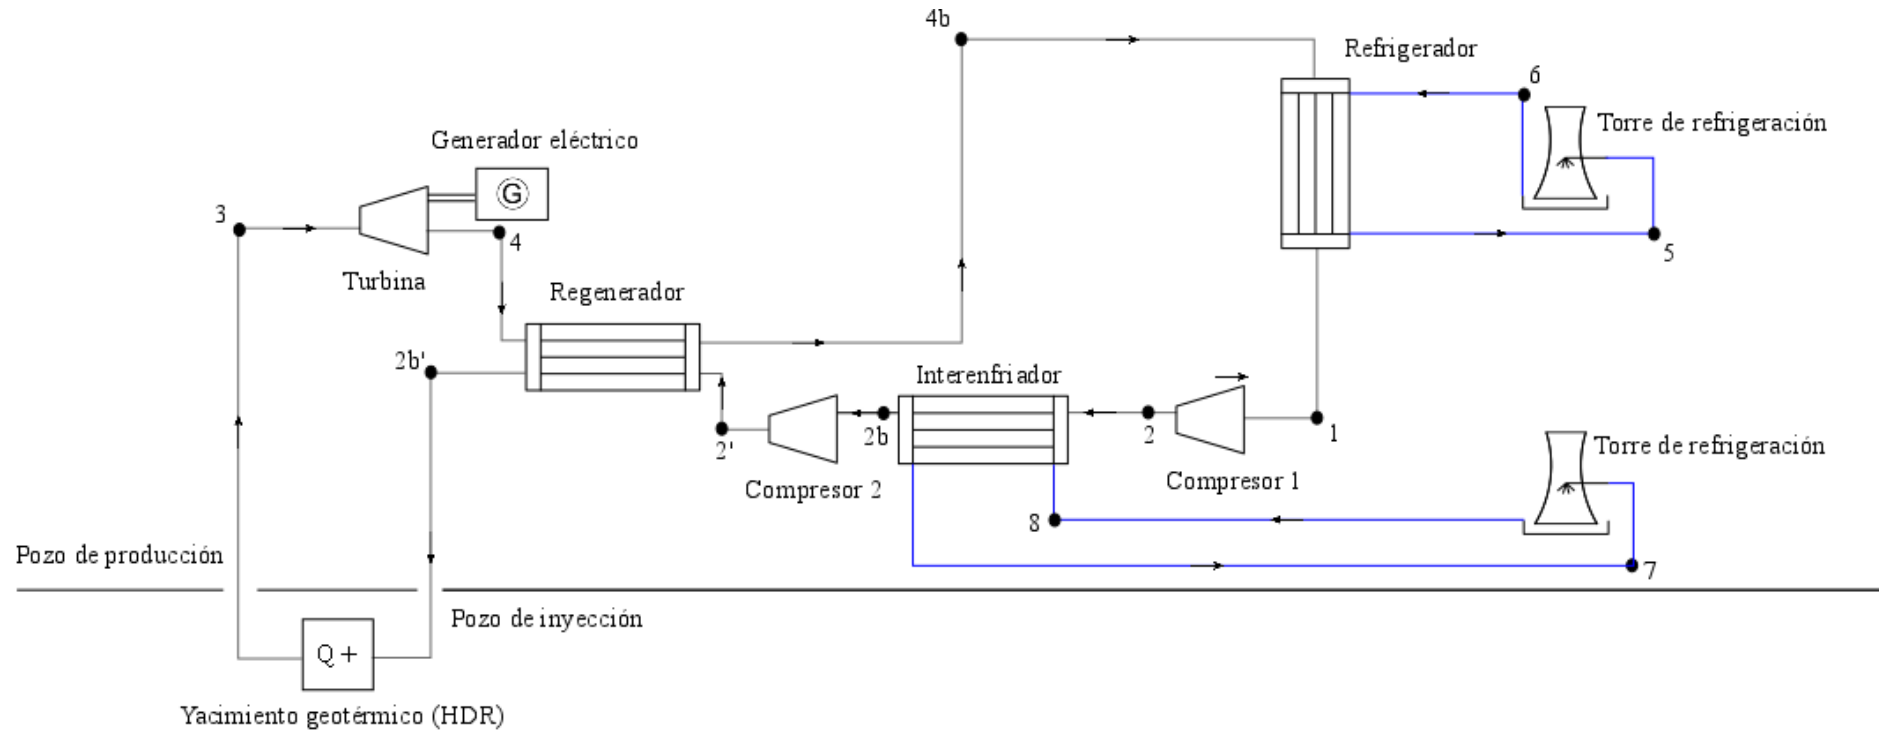 4b
Refrigerador
6
Torre de refrigeración
Generador eléctrico
G
3
4
5
Turbina
Regenerador
2b'
Interenfriador
2'
2b
2
1
Compresor 2
Compresor 1
Torre de refrigeración
8
7
Pozo de producción
Pozo de inyección
Q +
Yacimiento geotérmico (HDR)